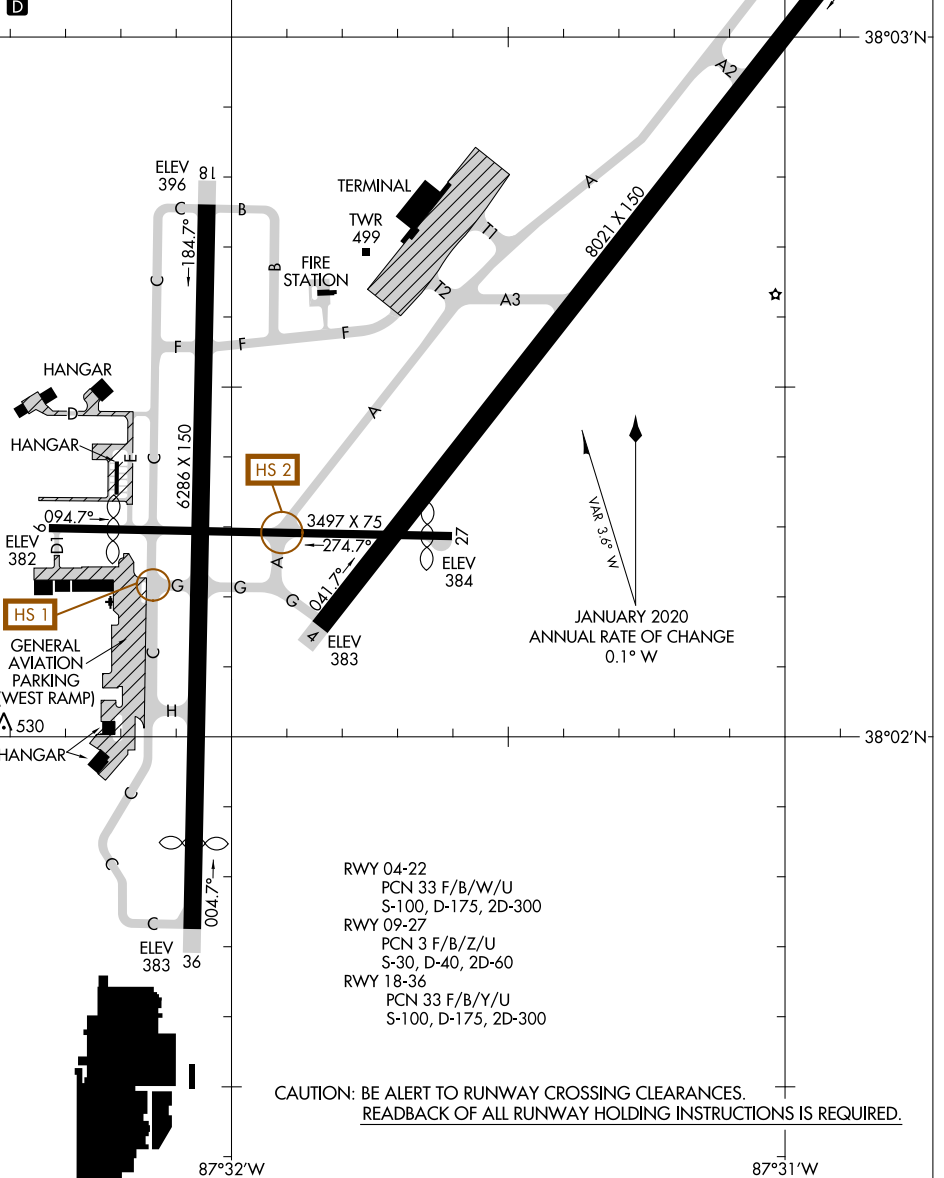 D
38°03'N
A2
ELEV
396
18
C
B
TERMINAL
A
184.7°
TWR
499
8021 X 150
T1
C
B
FIRE
STATION
T2
A3
F
F
F
HANGAR
D
A
HANGAR
E
C
6286 X 150
HS 2
9
094.7°
3497 X 75
27
ELEV
382
D1
274.7°
A
ELEV
384
HS 1
G
G
G
041.7°
4
ELEV
383
VAR 3.6° W
JANUARY 2020
ANNUAL RATE OF CHANGE
0.1° W
GENERAL
AVIATION
PARKING
(WEST RAMP)
C
530
H
HANGAR
38°02'N
C
C
004.7°
C
ELEV
383
36
RWY 04-22
PCN 33 F/B/W/U
S-100, D-175, 2D-300
RWY 09-27
PCN 3 F/B/Z/U
S-30, D-40, 2D-60
RWY 18-36
PCN 33 F/B/Y/U
S-100, D-175, 2D-300
CAUTION: BE ALERT TO RUNWAY CROSSING CLEARANCES.
READBACK OF ALL RUNWAY HOLDING INSTRUCTIONS IS REQUIRED.
87°32'W
87°31'W